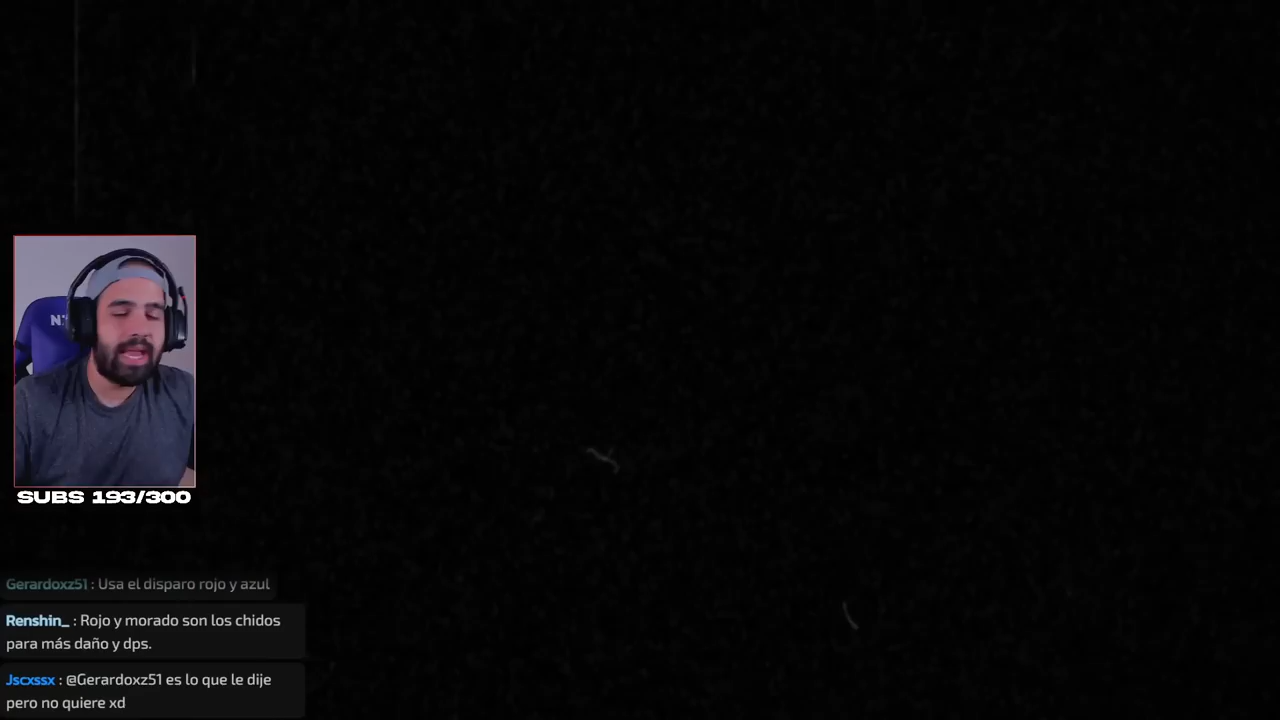 SUBS 193/300
Gerardoxz51 : Usa el disparo rojo y azul
Renshin_ : Rojo y morado son los chidos
para más daño y dps.
Jscxssx : @Gerardoxz51 es lo que le dije
pero no quiere xd